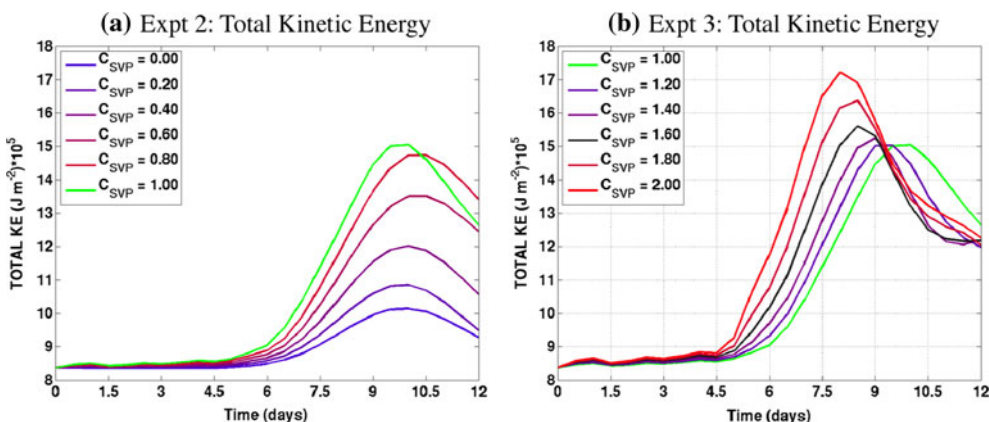 (a) Expt 2: Total Kinetic Energy
TOTAL KE (J m⁻²)*10⁵
18
17
16
15
14
13
12
11
10
9
8
C_SVP = 0.00
C_SVP = 0.20
C_SVP = 0.40
C_SVP = 0.60
C_SVP = 0.80
C_SVP = 1.00
0 1.5 3 4.5 6 7.5 9 10.5 12
Time (days)
(b) Expt 3: Total Kinetic Energy
TOTAL KE (J m⁻²)*10⁵
18
17
16
15
14
13
12
11
10
9
8
C_SVP = 1.00
C_SVP = 1.20
C_SVP = 1.40
C_SVP = 1.60
C_SVP = 1.80
C_SVP = 2.00
0 1.5 3 4.5 6 7.5 9 10.5 12
Time (days)